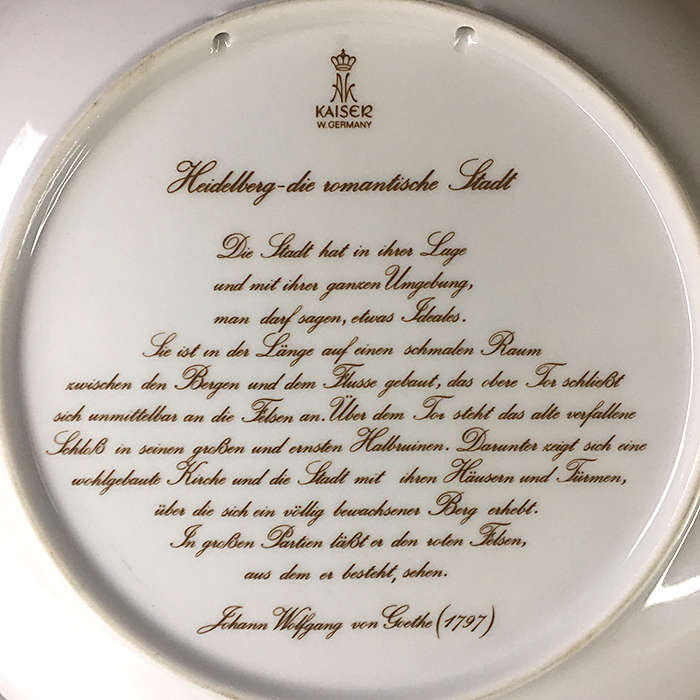 AK
KAISER
W. GERMANY
Heidelberg - die romantische Stadt
Die Stadt hat in ihrer Lage
und mit ihrer ganzen Umgebung,
man darf sagen, etwas Ideales.
Sie ist in der Länge auf einen schmalen Raum
zwischen den Bergen und dem Flusse gebaut, das obere Tor schließt
sich unmittelbar an die Felsen an. Über dem Tor steht das alte verfallene
Schloß in seinen großen und ernsten Halbruinen. Darunter zeigt sich eine
wohlgebaute Kirche und die Stadt mit ihren Häusern und Türmen,
über die sich ein völlig bewachsener Berg erhebt.
In großen Partien läßt er den roten Felsen,
aus dem er besteht, sehen.
Johann Wolfgang von Goethe (1797)